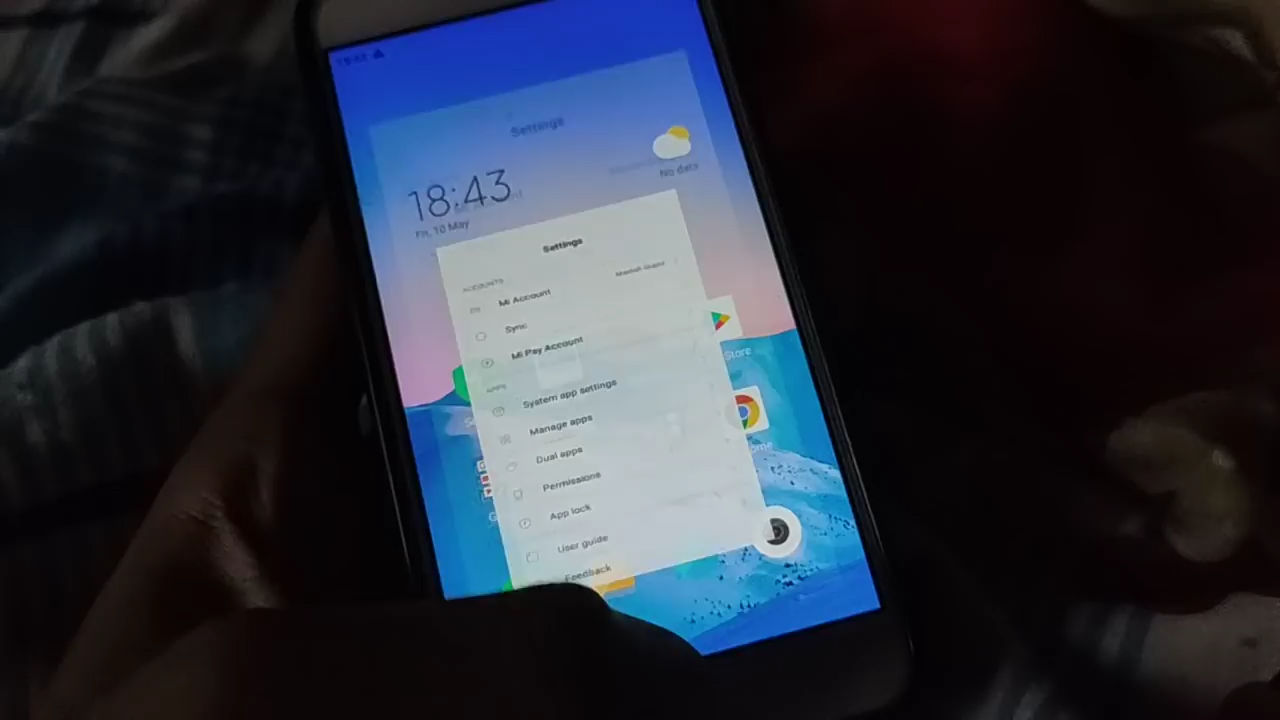 Settings
18:43
No data
Fri, 10 May
Settings
ACCOUNTS
Mi Account
Sync
Mi Pay Account
Store
APPS
System app settings
Manage apps
Dual apps
Permissions
App lock
User guide
Feedback